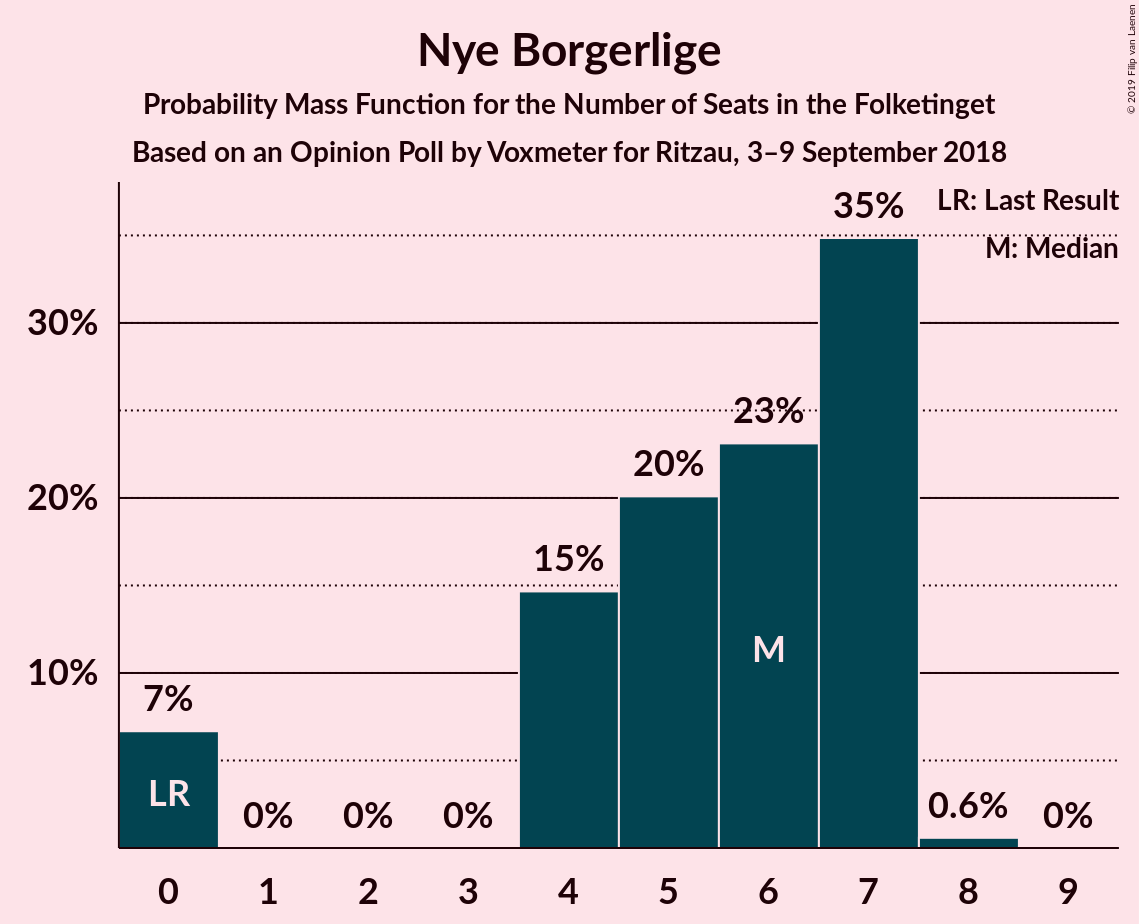 Nye Borgerlige
Probability Mass Function for the Number of Seats in the Folketinget
Based on an Opinion Poll by Voxmeter for Ritzau, 3–9 September 2018
© 2019 Filip van Laenen
LR: Last Result
M: Median
30%
20%
10%
7%
0%
0%
0%
15%
20%
23%
35%
0.6%
0%
LR
M
0
1
2
3
4
5
6
7
8
9